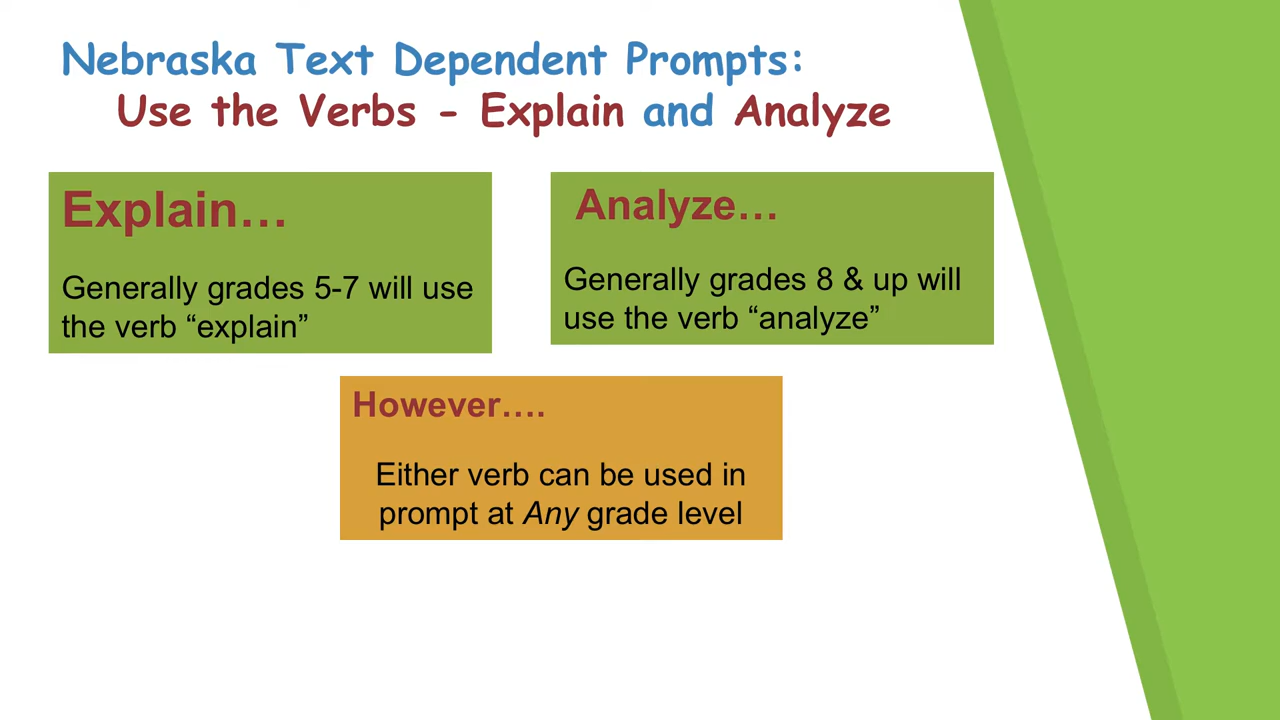 Nebraska Text Dependent Prompts:
Use the Verbs - Explain and Analyze
Explain…
Generally grades 5-7 will use
the verb “explain”
Analyze…
Generally grades 8 & up will
use the verb “analyze”
However….
Either verb can be used in
prompt at Any grade level